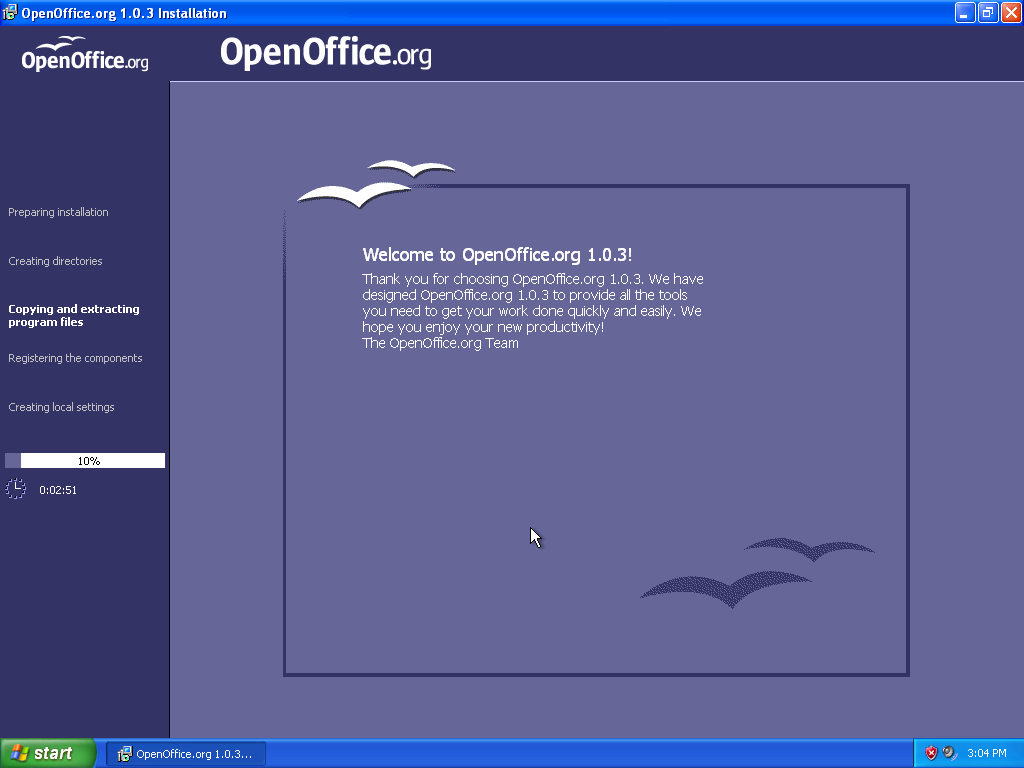 OpenOffice.org 1.0.3 Installation
OpenOffice.org
OpenOffice.org
Preparing installation
Creating directories
Copying and extracting
program files
Registering the components
Creating local settings
10%
0:02:51
Welcome to OpenOffice.org 1.0.3!
Thank you for choosing OpenOffice.org 1.0.3. We have
designed OpenOffice.org 1.0.3 to provide all the tools
you need to get your work done quickly and easily. We
hope you enjoy your new productivity!
The OpenOffice.org Team
start
OpenOffice.org 1.0.3...
3:04 PM